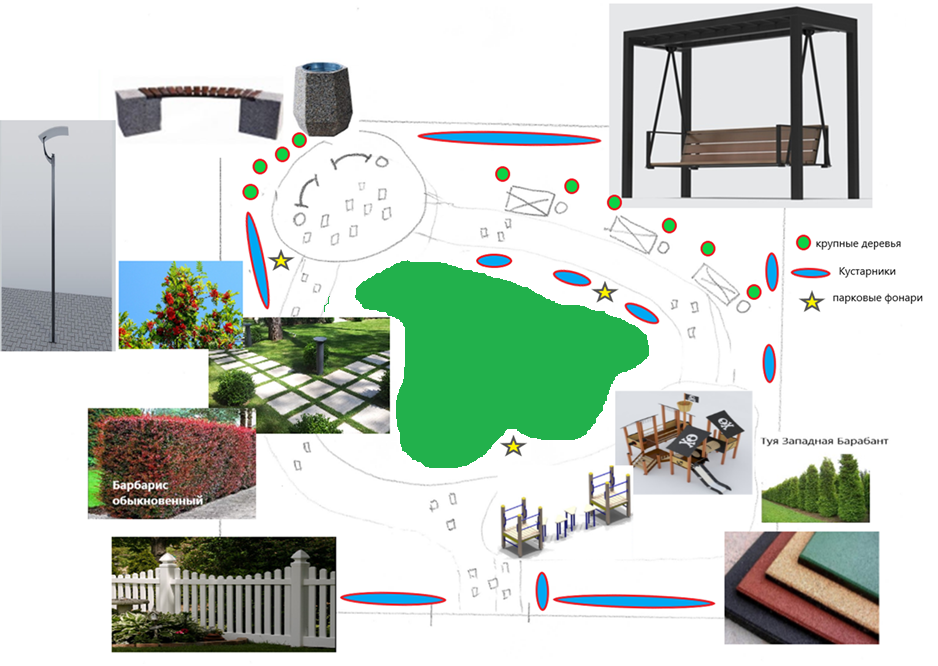 крупные деревья
Кустарники
парковые фонари
Туя Западная Барабант
Барбарис
обыкновенный